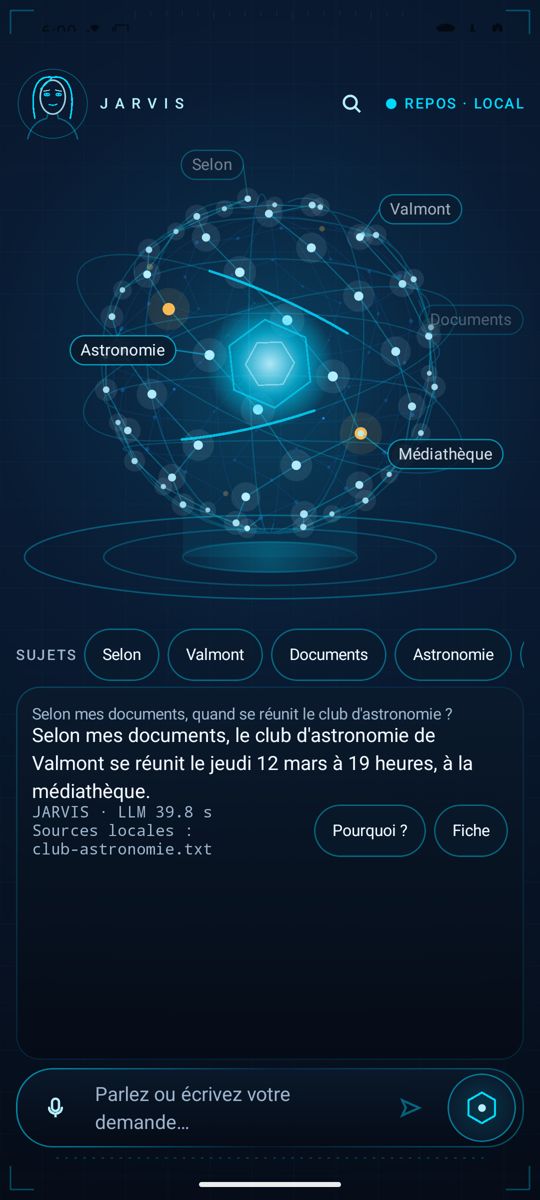 JARVIS
REPOS · LOCAL
Selon
Valmont
Documents
Astronomie
Médiathèque
SUJETS
Selon
Valmont
Documents
Astronomie
Selon mes documents, quand se réunit le club d'astronomie ?
Selon mes documents, le club d'astronomie de
Valmont se réunit le jeudi 12 mars à 19 heures, à la
médiathèque.
JARVIS · LLM 39.8 s
Sources locales :
club-astronomie.txt
Pourquoi ?
Fiche
Parlez ou écrivez votre
demande…